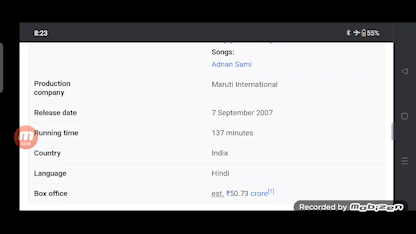 8:23
55%
Songs:
Adnan Sami
Production company
Maruti International
Release date
7 September 2007
Running time
137 minutes
Country
India
Language
Hindi
Box office
est. ₹50.73 crore[1]
Recorded by Mobizen